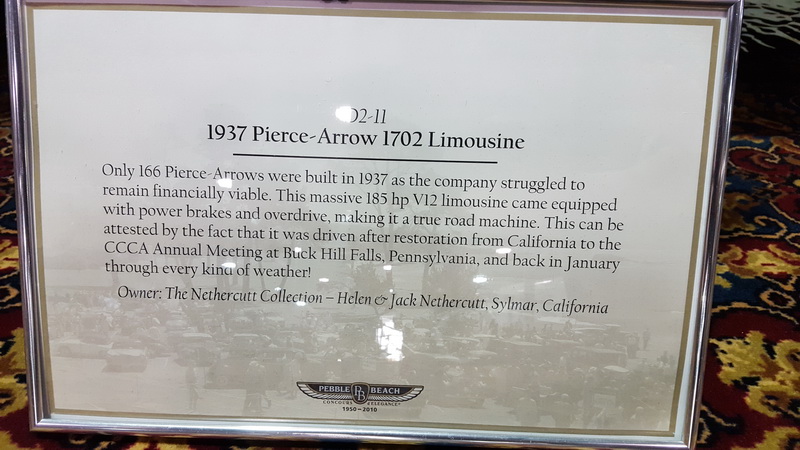 D2-11
1937 Pierce-Arrow 1702 Limousine
Only 166 Pierce-Arrows were built in 1937 as the company struggled to
remain financially viable. This massive 185 hp V12 limousine came equipped
with power brakes and overdrive, making it a true road machine. This can be
attested by the fact that it was driven after restoration from California to the
CCCA Annual Meeting at Buck Hill Falls, Pennsylvania, and back in January
through every kind of weather!
Owner: The Nethercutt Collection – Helen & Jack Nethercutt, Sylmar, California
PEBBLE PB BEACH
CONCOURS d'ELEGANCE®
1950–2010